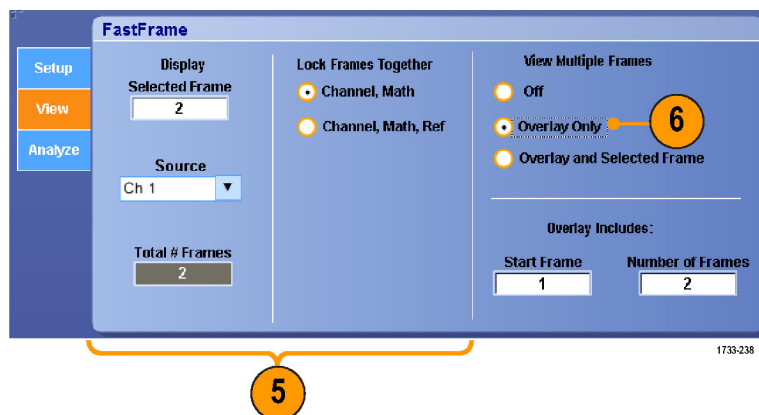 FastFrame
Setup
View
Analyze
Display
Selected Frame
2
Source
Ch 1
Total # Frames
2
Lock Frames Together
Channel, Math
Channel, Math, Ref
View Multiple Frames
Off
Overlay Only
6
Overlay and Selected Frame
Overlay Includes:
Start Frame
1
Number of Frames
2
1733-238
5